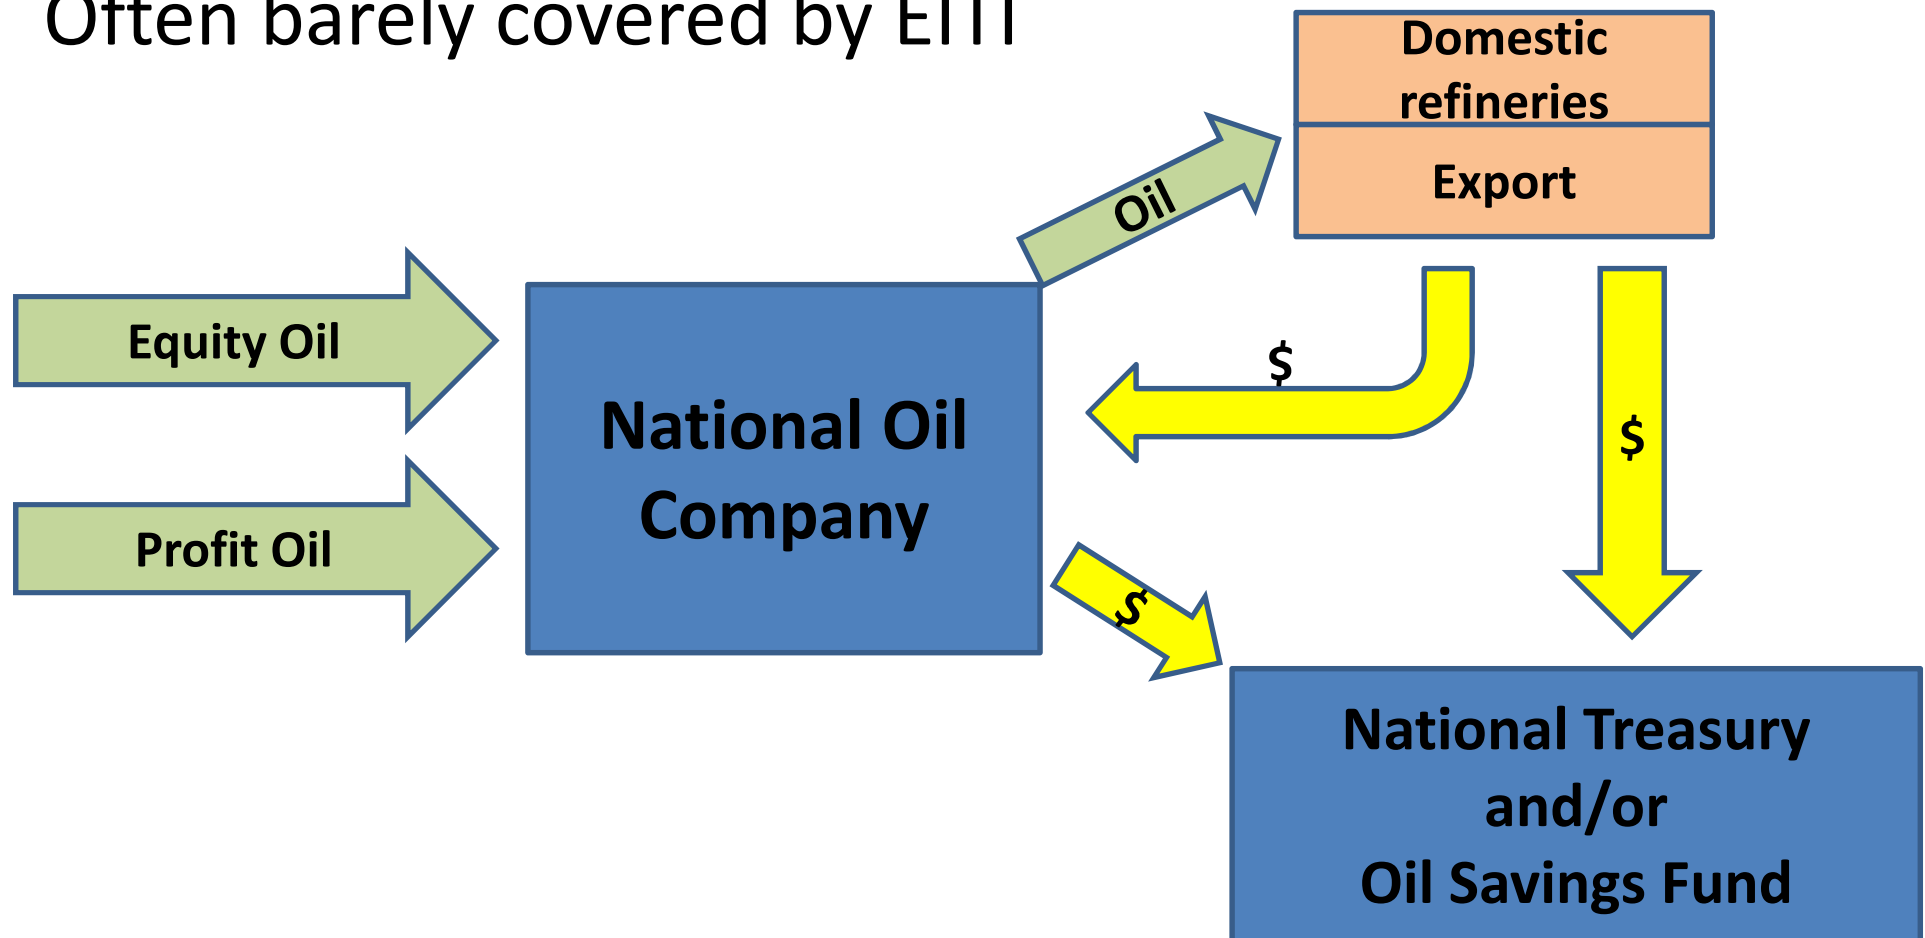 Often barely covered by EITI
Domestic
refineries
Export
Oil
Equity Oil
$
National Oil
Company
$
Profit Oil
$
National Treasury
and/or
Oil Savings Fund